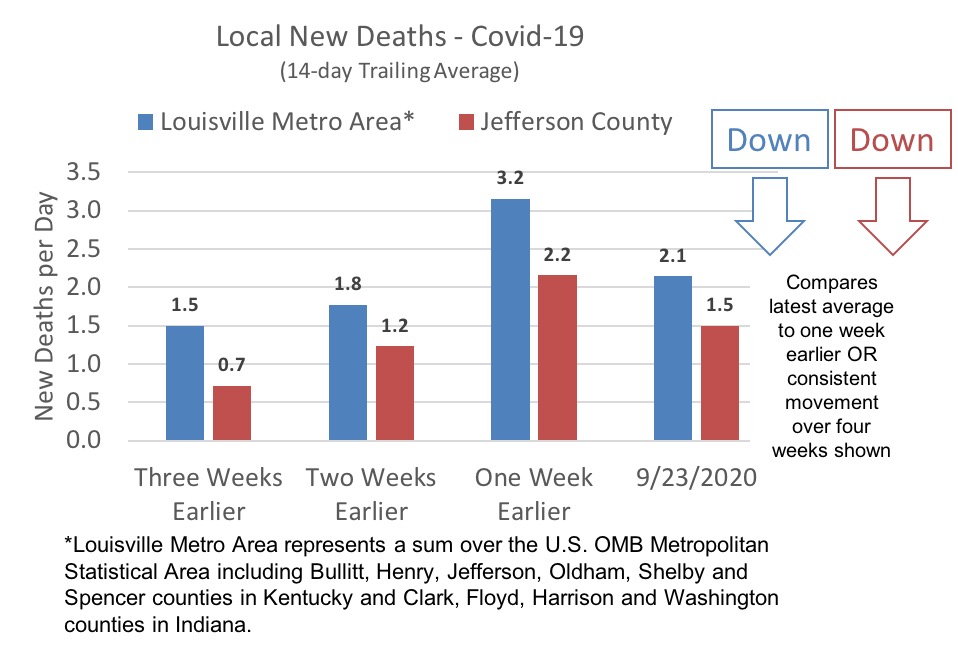 Local New Deaths - Covid-19
(14-day Trailing Average)
Louisville Metro Area* Jefferson County
Down Down
New Deaths per Day
3.5
3.0
2.5
2.0
1.5
1.0
0.5
0.0
1.5 0.7
1.8 1.2
3.2 2.2
2.1 1.5
Three Weeks
Earlier
Two Weeks
Earlier
One Week
Earlier
9/23/2020
Compares
latest average
to one week
earlier OR
consistent
movement
over four
weeks shown
*Louisville Metro Area represents a sum over the U.S. OMB Metropolitan
Statistical Area including Bullitt, Henry, Jefferson, Oldham, Shelby and
Spencer counties in Kentucky and Clark, Floyd, Harrison and Washington
counties in Indiana.